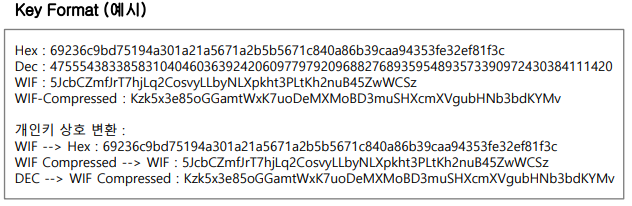 Key Format (예시)
Hex : 69236c9bd75194a301a21a5671a2b5b5671c840a86b39caa94353fe32ef81f3c
Dec : 47555438338583104046036392420609779792096882768935954893573390972430384111420
WIF : 5JcbCZmfJrT7hjLq2CosvyLLbyNLXpkht3PLtKh2nuB45ZwWCSz
WIF-Compressed : Kzk5x3e85oGGamtWxK7uoDeMXMoBD3muSHXcmXVgubHNb3bdKYMv
개인키 상호 변환 :
WIF --> Hex : 69236c9bd75194a301a21a5671a2b5b5671c840a86b39caa94353fe32ef81f3c
WIF Compressed --> WIF : 5JcbCZmfJrT7hjLq2CosvyLLbyNLXpkht3PLtKh2nuB45ZwWCSz
DEC --> WIF Compressed : Kzk5x3e85oGGamtWxK7uoDeMXMoBD3muSHXcmXVgubHNb3bdKYMv